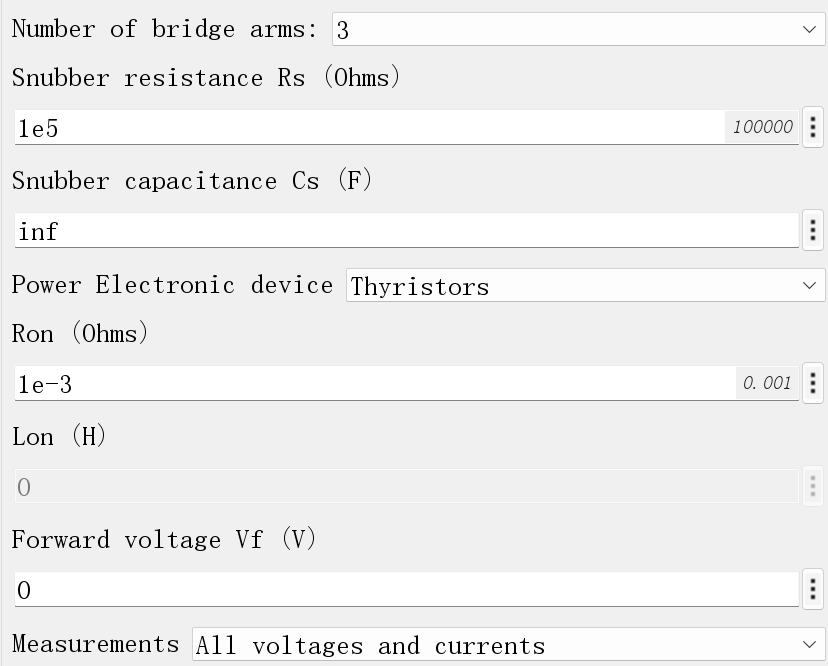 Number of bridge arms: 3
Snubber resistance Rs (Ohms)
1e5 100000
Snubber capacitance Cs (F)
inf
Power Electronic device Thyristors
Ron (Ohms)
1e-3 0.001
Lon (H)
0
Forward voltage Vf (V)
0
Measurements All voltages and currents